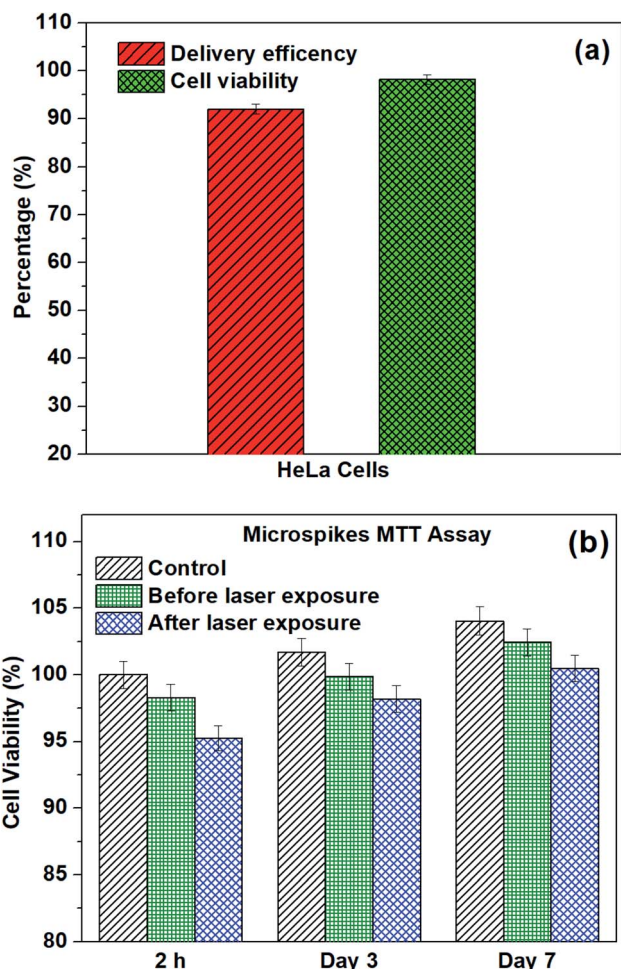 110
(a)
Delivery efficency
100
Cell viability
90
80
70
60
50
40
30
20
Percentage (%)
HeLa Cells
Microspikes MTT Assay
(b)
110
Control
Before laser exposure
105
After laser exposure
100
95
90
85
80
Cell Viability (%)
2 h Day 3 Day 7